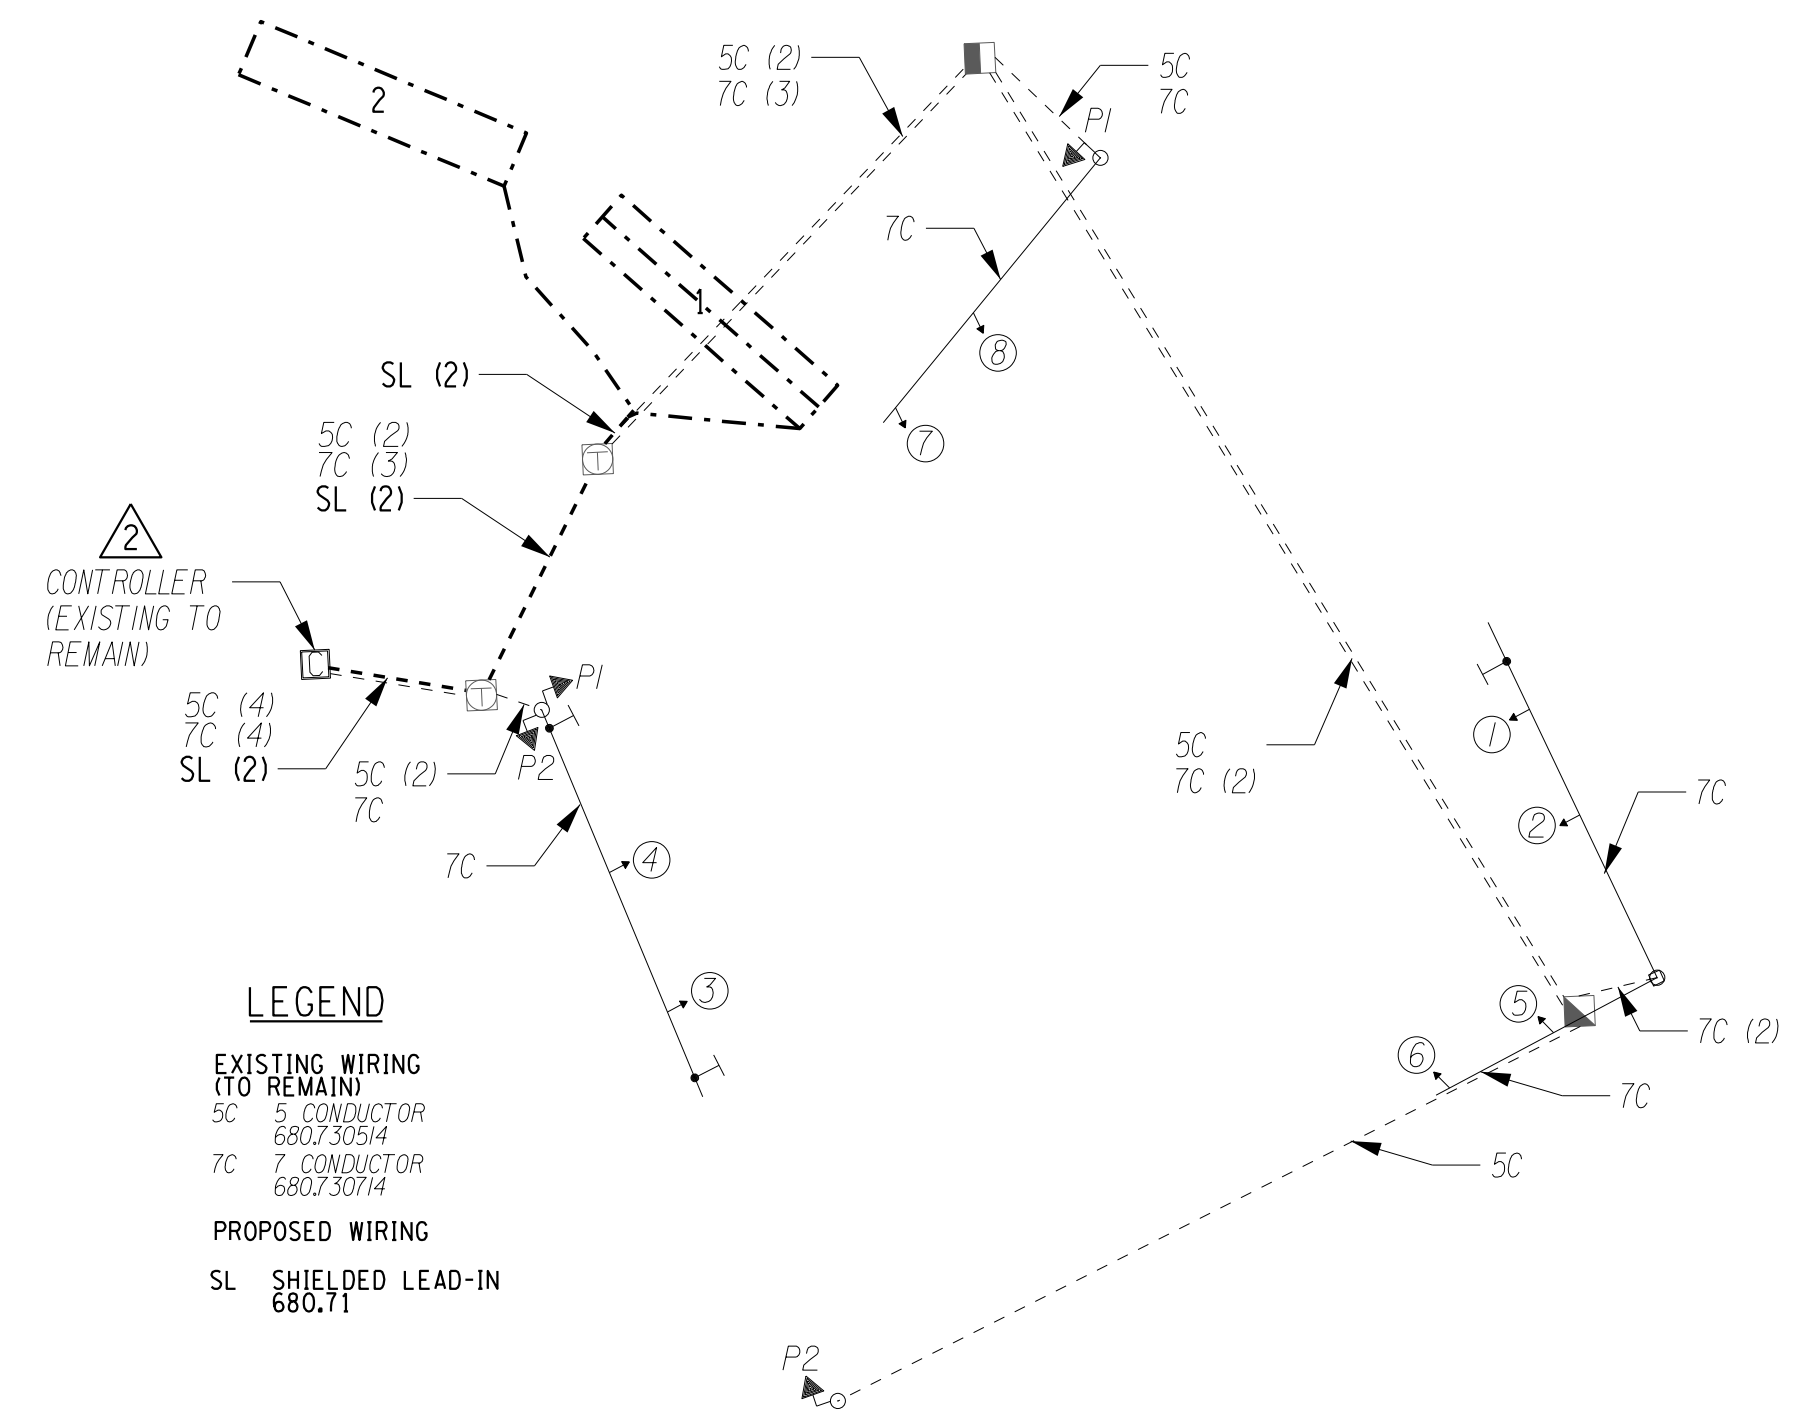 5C (2)
7C (3)
5C
7C
P1
2
7C
1
8
SL (2)
7
5C (2)
7C (3)
SL (2)
T
2
CONTROLLER
(EXISTING TO
REMAIN)
C
T
P1
5C (4)
7C (4)
SL (2)
P2
5C (2)
7C
7C
4
3
1
5C
7C (2)
2
7C
5
7C (2)
6
7C
5C
LEGEND
EXISTING WIRING
(TO REMAIN)
5C 5 CONDUCTOR
680.730514
7C 7 CONDUCTOR
680.730714
PROPOSED WIRING
SL SHIELDED LEAD-IN
680.71
P2